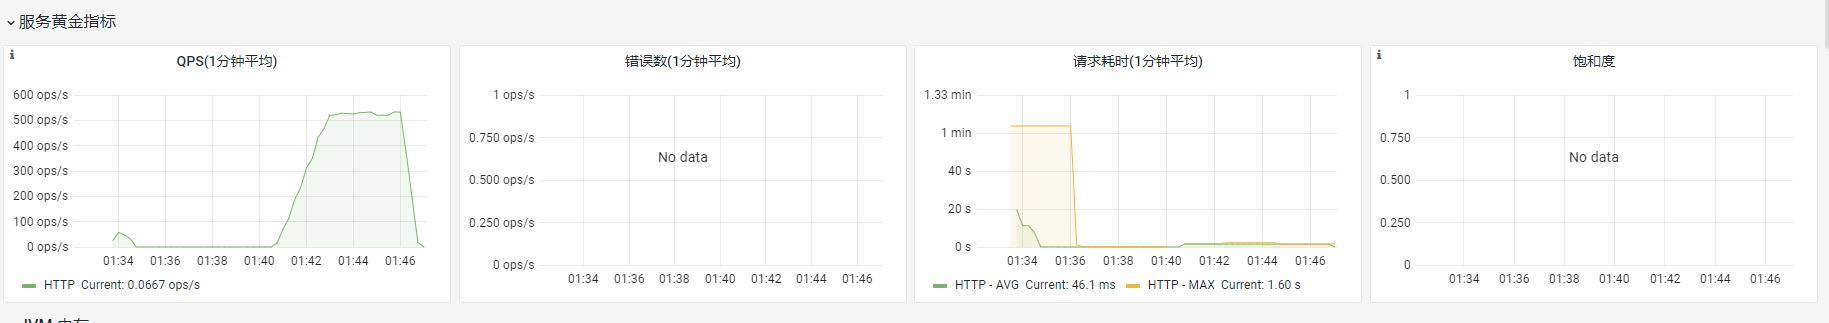 服务黄金指标
QPS(1分钟平均)
600 ops/s
500 ops/s
400 ops/s
300 ops/s
200 ops/s
100 ops/s
0 ops/s
01:34 01:36 01:38 01:40 01:42 01:44 01:46
HTTP Current: 0.0667 ops/s
错误数(1分钟平均)
1 ops/s
0.750 ops/s
0.500 ops/s
0.250 ops/s
0 ops/s
No data
01:34 01:36 01:38 01:40 01:42 01:44 01:46
请求耗时(1分钟平均)
1.33 min
1 min
40 s
20 s
0 s
01:34 01:36 01:38 01:40 01:42 01:44 01:46
HTTP - AVG Current: 46.1 ms HTTP - MAX Current: 1.60 s
饱和度
1
0.750
0.500
0.250
0
No data
01:34 01:36 01:38 01:40 01:42 01:44 01:46
JVM 内存